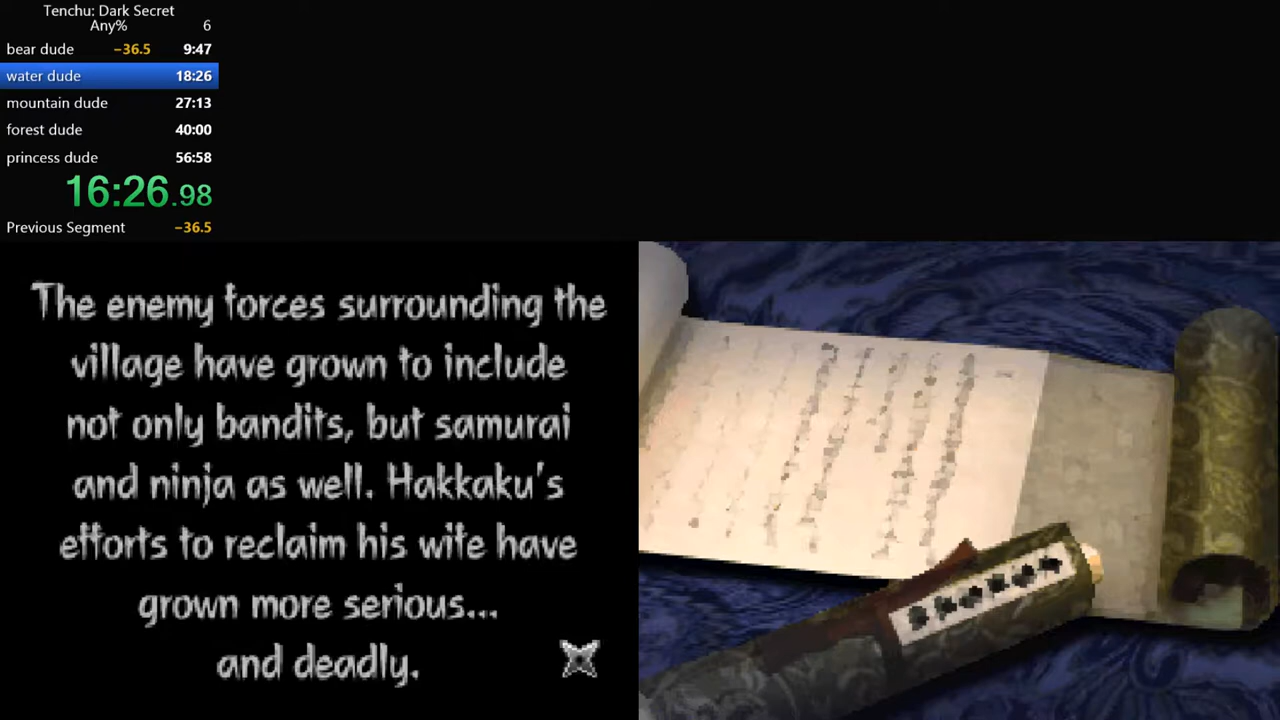 Tenchu: Dark Secret
Any% 6
bear dude −36.5 9:47
water dude 18:26
mountain dude 27:13
forest dude 40:00
princess dude 56:58
16:26.98
Previous Segment −36.5
The enemy forces surrounding the
village have grown to include
not only bandits, but samurai
and ninja as well. Hakkaku's
efforts to reclaim his wife have
grown more serious...
and deadly.